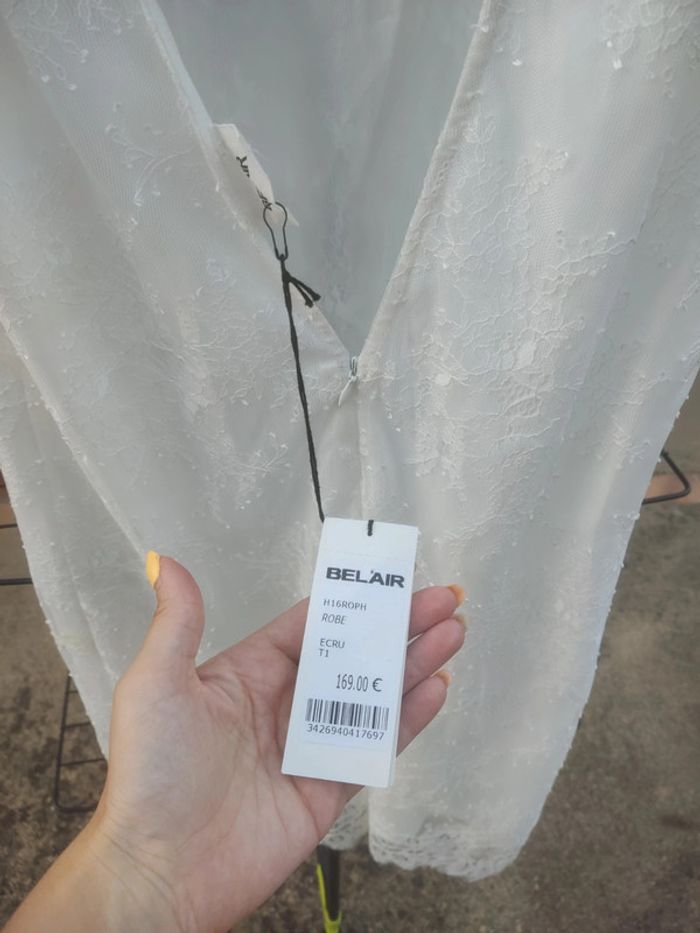 BEL'AIR
H16ROPH
ROBE
ECRU
T1
169.00 €
3426940417697